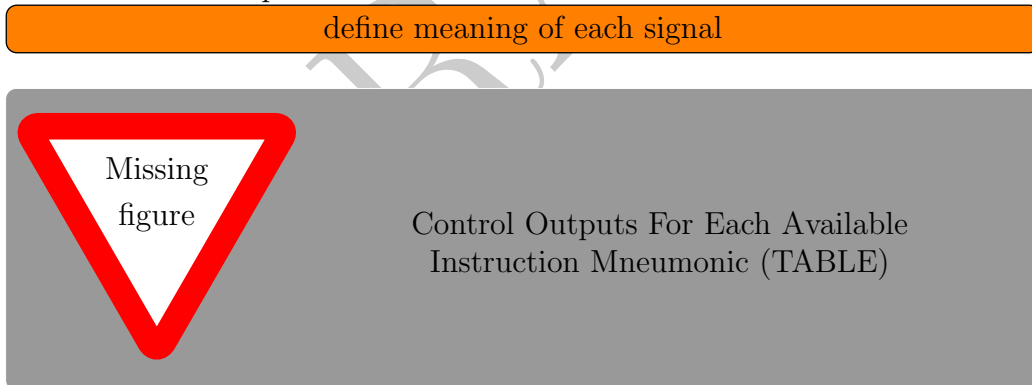 define meaning of each signal
Missing
figure
Control Outputs For Each Available
Instruction Mneumonic (TABLE)